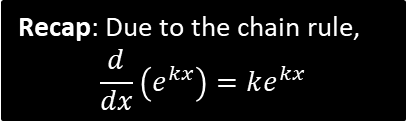 Recap: Due to the chain rule,
d/dx (e^{kx}) = ke^{kx}